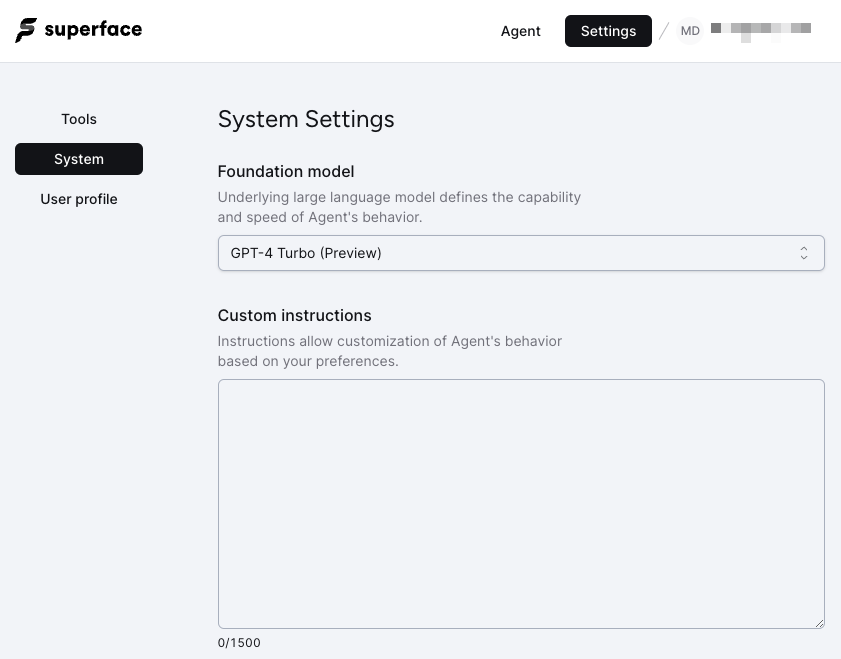 superface
Agent
Settings
MD
Tools
System
User profile
System Settings
Foundation model
Underlying large language model defines the capability
and speed of Agent's behavior.
GPT-4 Turbo (Preview)
Custom instructions
Instructions allow customization of Agent's behavior
based on your preferences.
0/1500